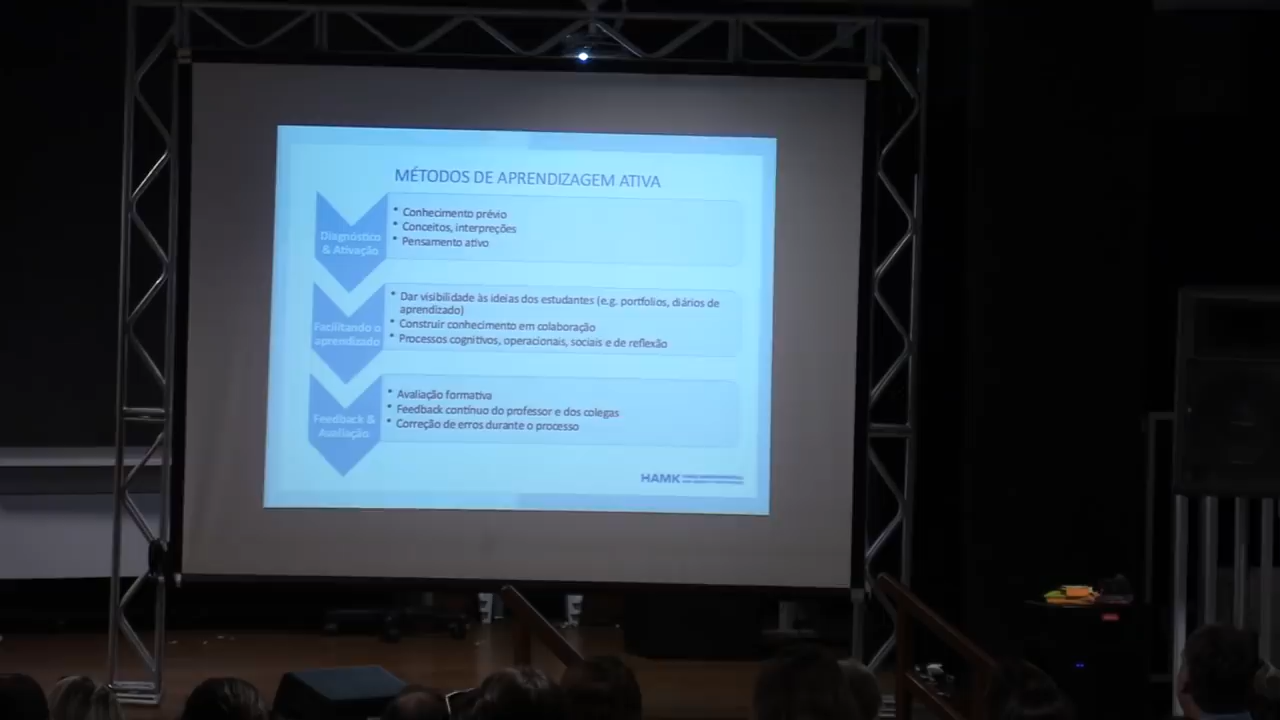 MÉTODOS DE APRENDIZAGEM ATIVA
Diagnóstico
& Ativação
• Conhecimento prévio
• Conceitos, interpreções
• Pensamento ativo
Facilitando o
aprendizado
• Dar visibilidade às ideias dos estudantes (e.g. portfolios, diários de
aprendizado)
• Construir conhecimento em colaboração
• Processos cognitivos, operacionais, sociais e de reflexão
Feedback &
Avaliação
• Avaliação formativa
• Feedback contínuo do professor e dos colegas
• Correção de erros durante o processo
HAMK